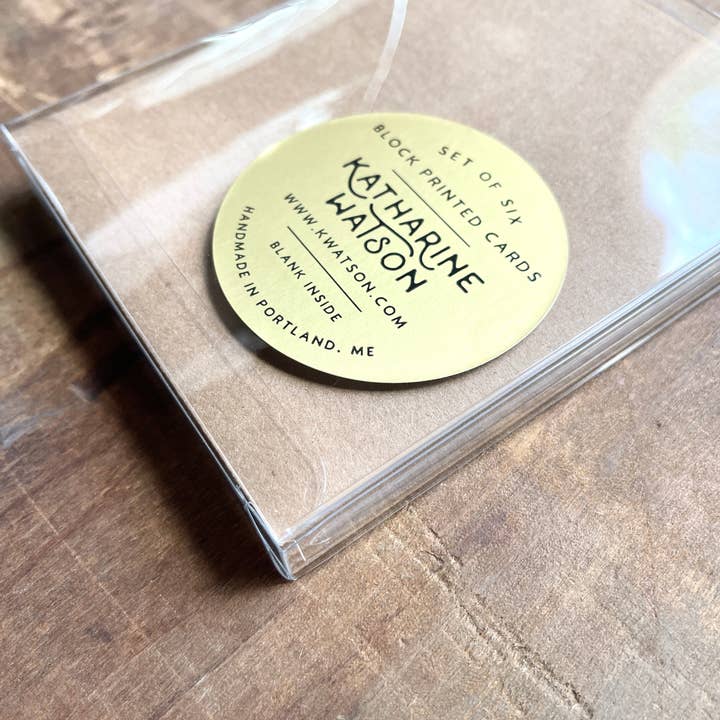 SET OF SIX
BLOCK PRINTED CARDS
KATHARINE
WATSON
WWW.KWATSON.COM
BLANK INSIDE
HANDMADE IN PORTLAND. ME